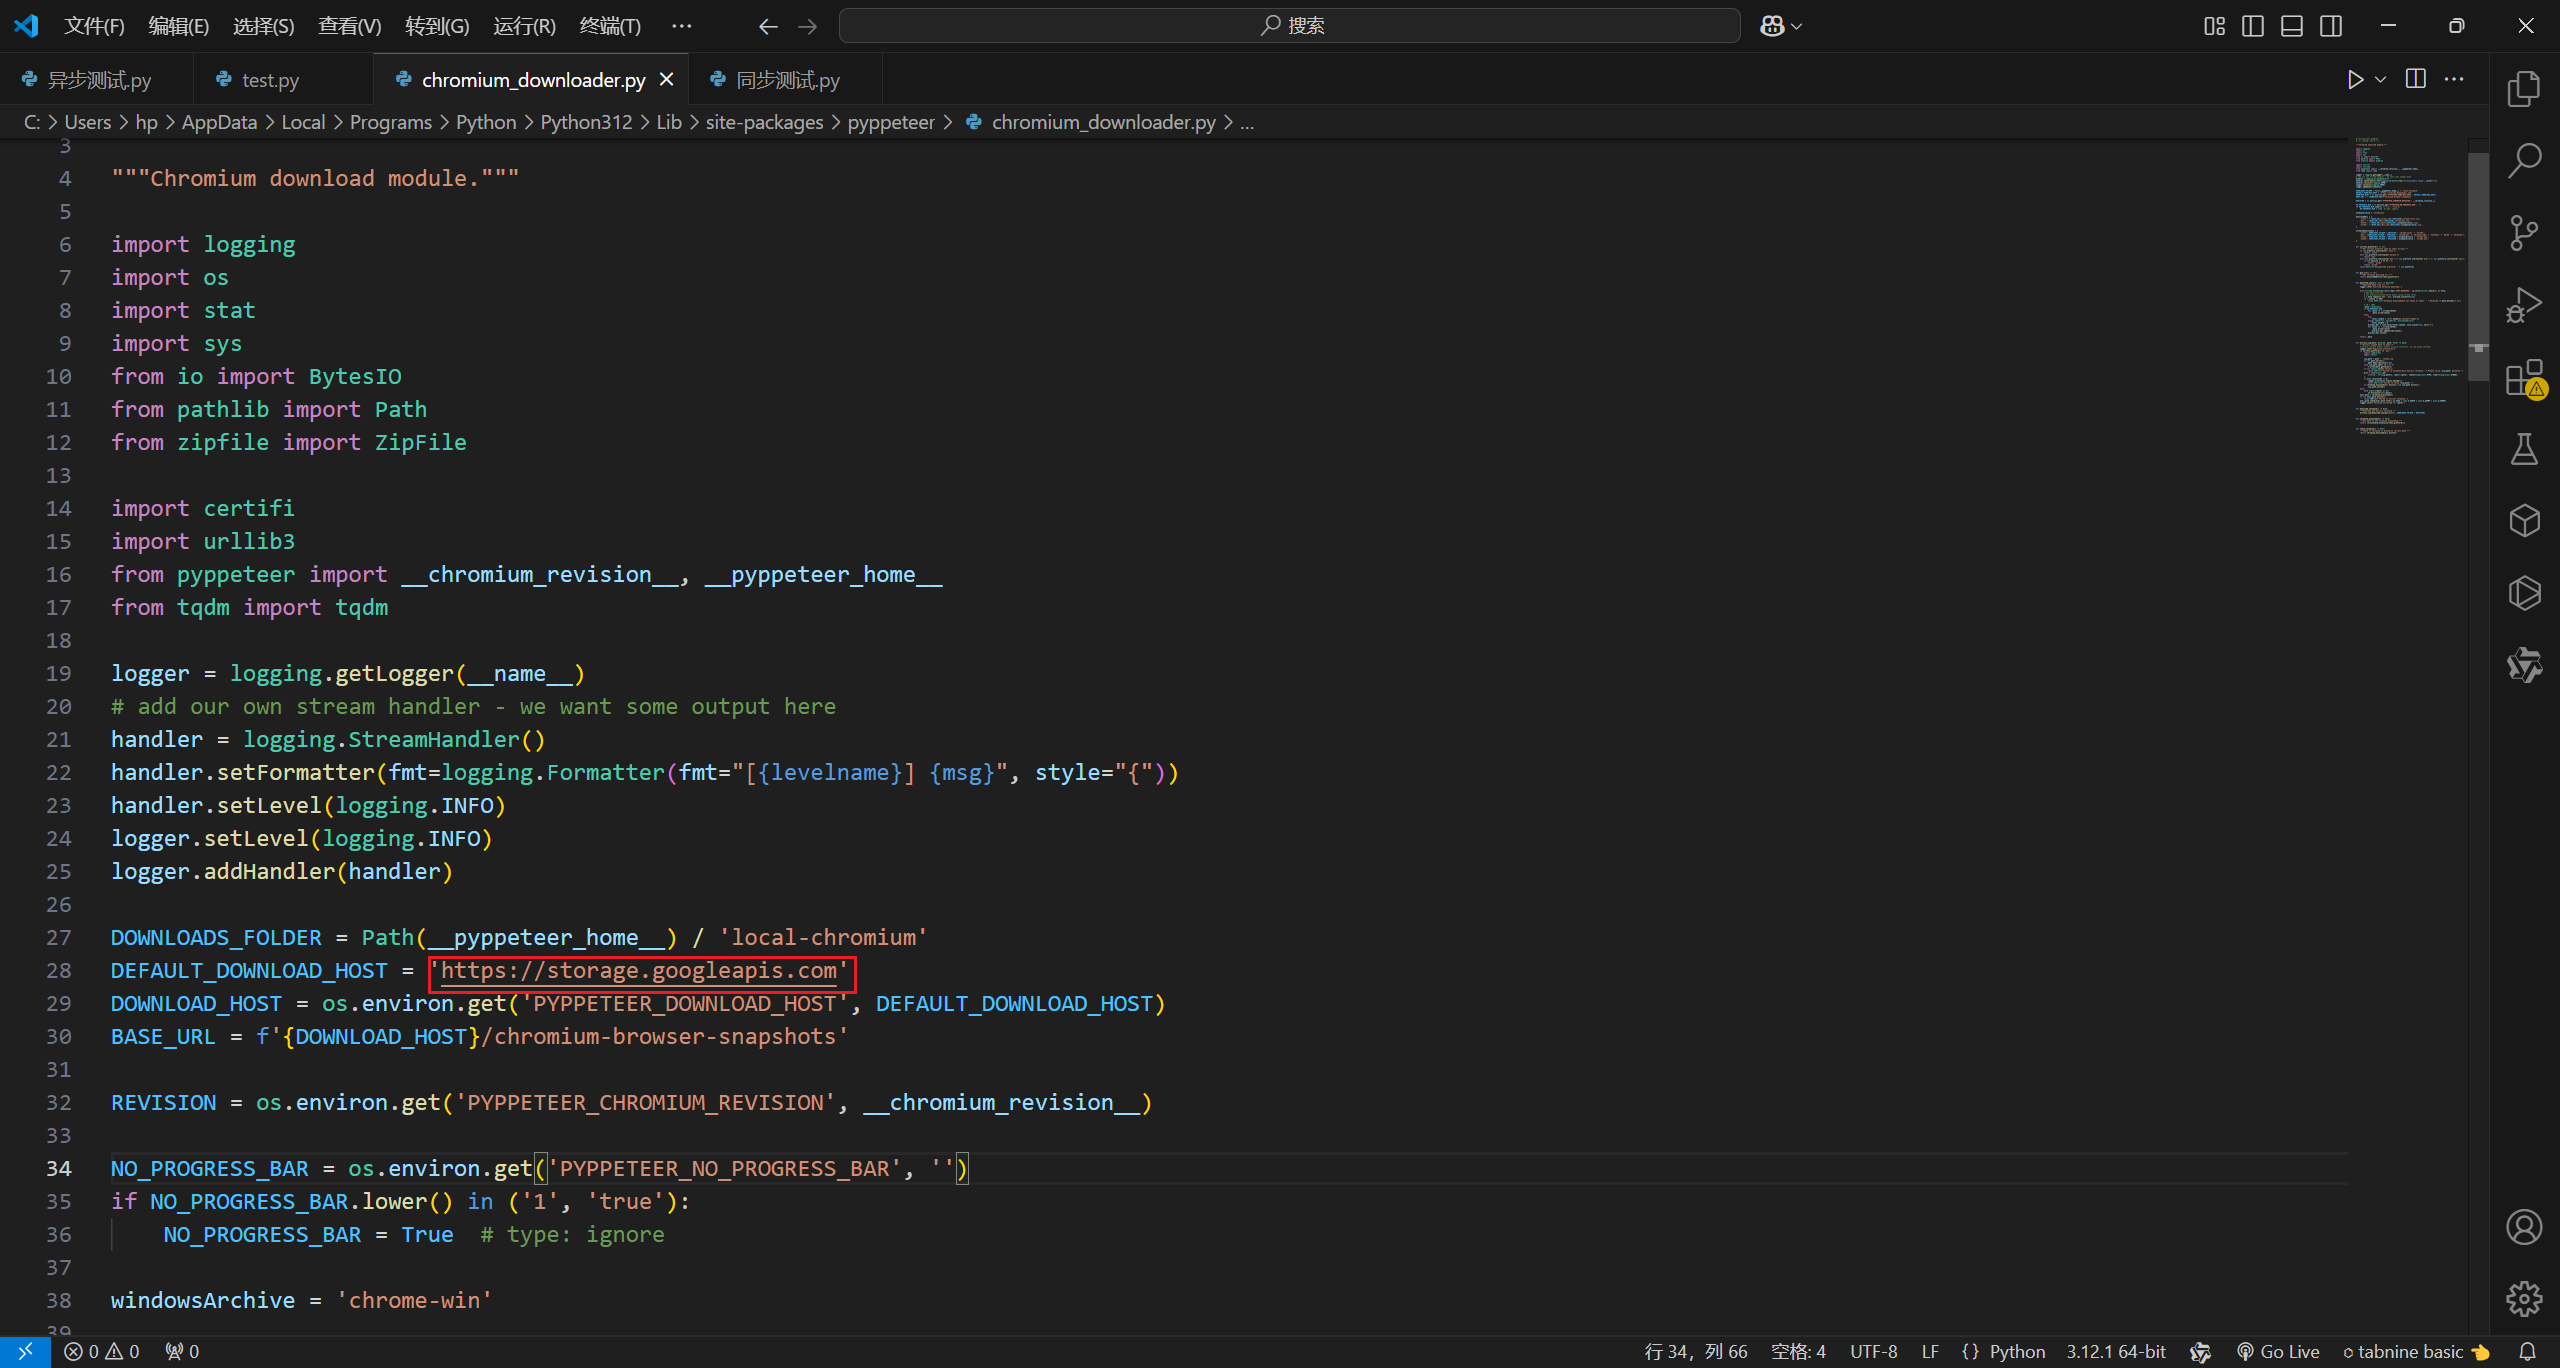 文件(F) 编辑(E) 选择(S) 查看(V) 转到(G) 运行(R) 终端(T) ··· 搜索
异步测试.py test.py chromium_downloader.py 同步测试.py
C: > Users > hp > AppData > Local > Programs > Python > Python312 > Lib > site-packages > pyppeteer > chromium_downloader.py > ...
3
4 """Chromium download module."""
5
6 import logging
7 import os
8 import stat
9 import sys
10 from io import BytesIO
11 from pathlib import Path
12 from zipfile import ZipFile
13
14 import certifi
15 import urllib3
16 from pyppeteer import __chromium_revision__, __pyppeteer_home__
17 from tqdm import tqdm
18
19 logger = logging.getLogger(__name__)
20 # add our own stream handler - we want some output here
21 handler = logging.StreamHandler()
22 handler.setFormatter(fmt=logging.Formatter(fmt="[{levelname}] {msg}", style="{"))
23 handler.setLevel(logging.INFO)
24 logger.setLevel(logging.INFO)
25 logger.addHandler(handler)
26
27 DOWNLOADS_FOLDER = Path(__pyppeteer_home__) / 'local-chromium'
28 DEFAULT_DOWNLOAD_HOST = 'https://storage.googleapis.com'
29 DOWNLOAD_HOST = os.environ.get('PYPPETEER_DOWNLOAD_HOST', DEFAULT_DOWNLOAD_HOST)
30 BASE_URL = f'{DOWNLOAD_HOST}/chromium-browser-snapshots'
31
32 REVISION = os.environ.get('PYPPETEER_CHROMIUM_REVISION', __chromium_revision__)
33
34 NO_PROGRESS_BAR = os.environ.get('PYPPETEER_NO_PROGRESS_BAR', '')
35 if NO_PROGRESS_BAR.lower() in ('1', 'true'):
36 NO_PROGRESS_BAR = True  # type: ignore
37
38 windowsArchive = 'chrome-win'
39
0 0 0 行 34，列 66 空格: 4 UTF-8 LF {} Python 3.12.1 64-bit Go Live tabnine basic